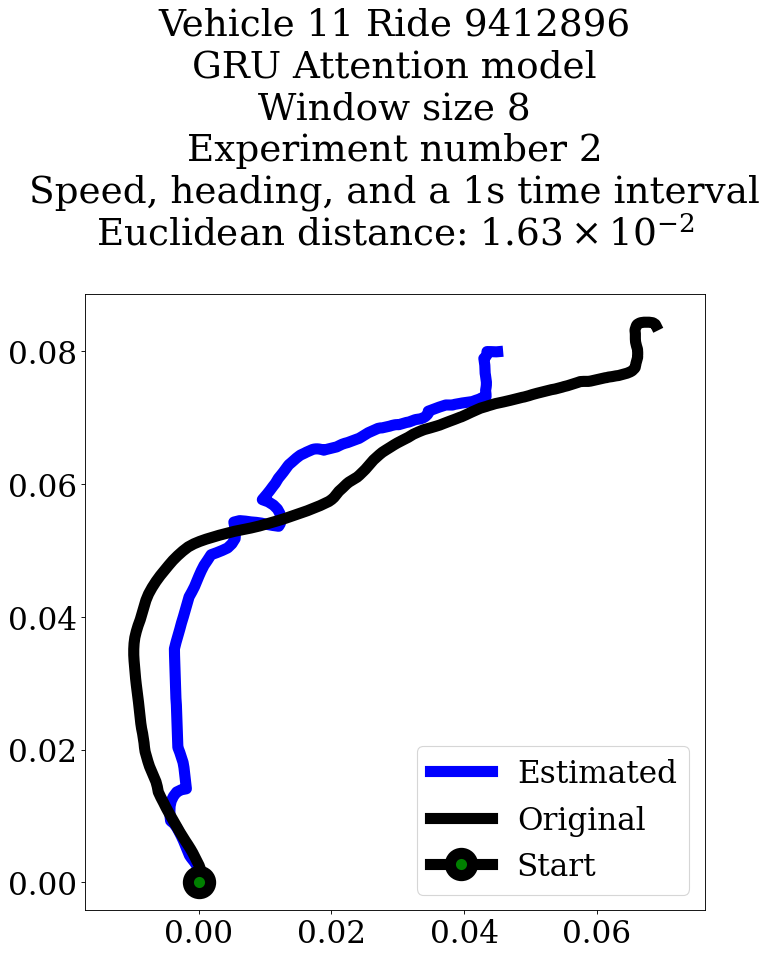 Vehicle 11 Ride 9412896
GRU Attention model
Window size 8
Experiment number 2
Speed, heading, and a 1s time interval
Euclidean distance: 1.63 × 10⁻²
0.08
0.06
0.04
0.02
0.00
Estimated
Original
Start
0.00 0.02 0.04 0.06